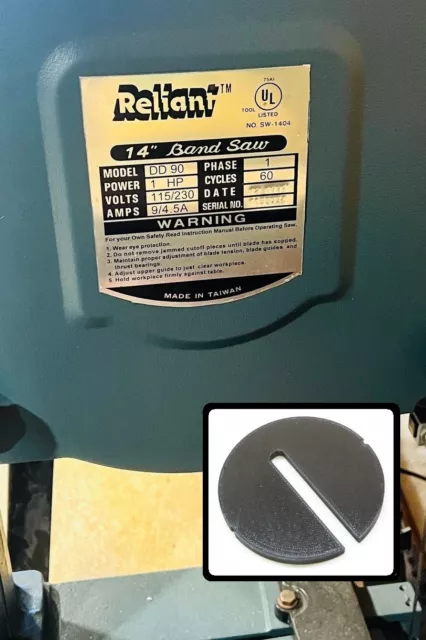 Reliant™
75AI
UL
TOOL LISTED
NO. SW-1404
14" Band Saw
MODEL DD 90 PHASE 1
POWER 1 HP CYCLES 60
VOLTS 115/230 DATE
AMPS 9/4.5A SERIAL NO.
WARNING
For your Own Safety Read Instruction Manual Before Operating Saw.
1. Wear eye protection.
2. Do not remove jammed cutoff pieces until blade has sopped.
3. Maintain proper adjustment of blade tension, blade guides, and
thrust bearings.
4. Adjust upper guide to just clear workpiece.
5. Hold workpiece firmly against table.
MADE IN TAIWAN